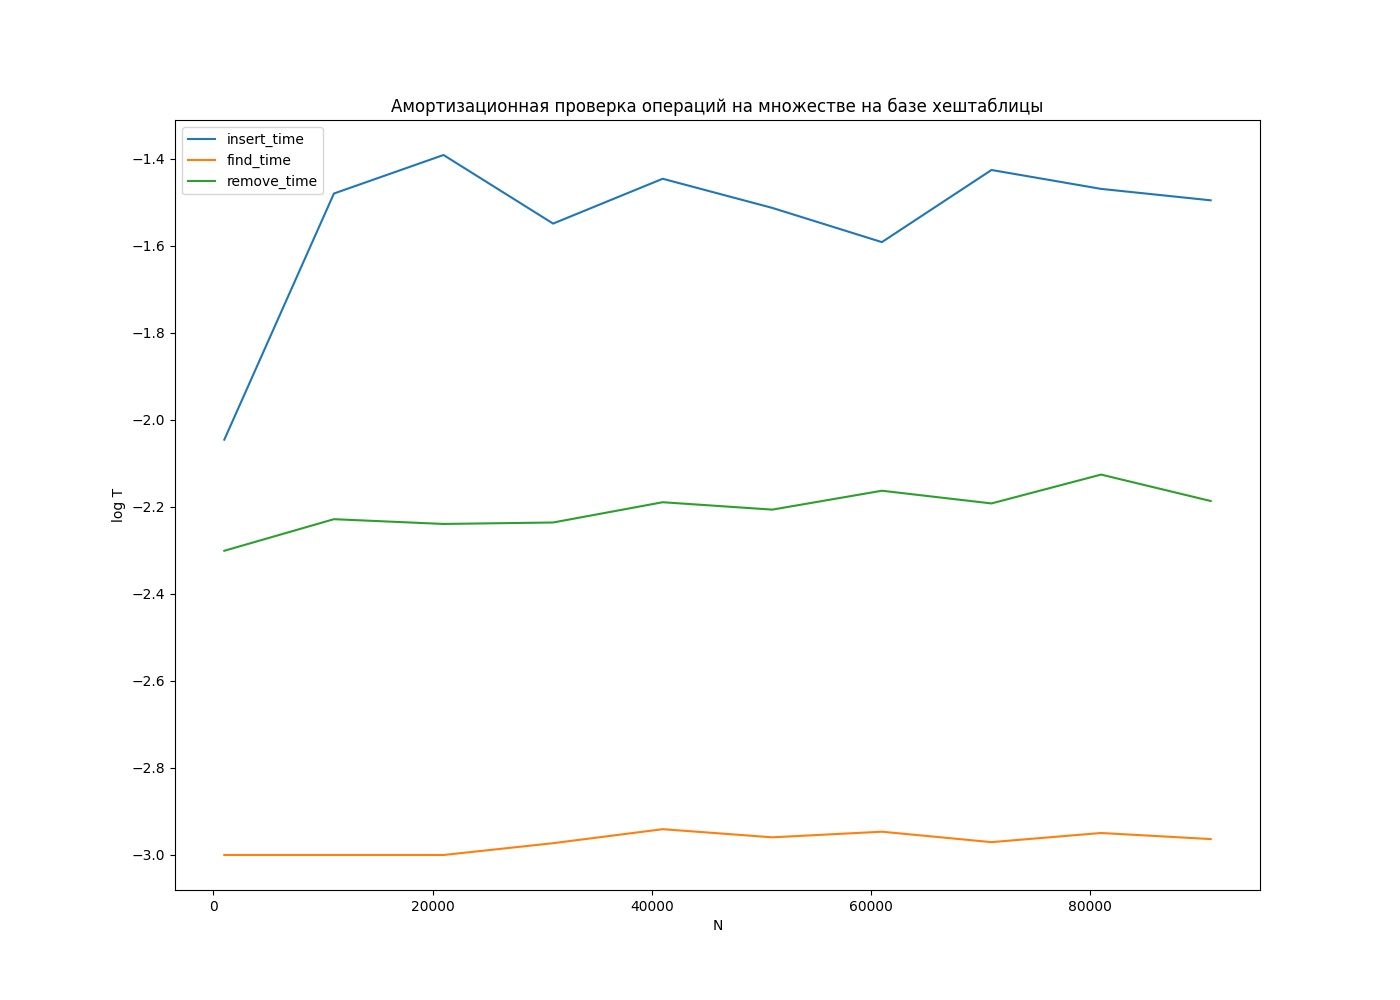 Амортизационная проверка операций на множестве на базе хештаблицы
insert_time
find_time
remove_time
−1.4
−1.6
−1.8
−2.0
−2.2
−2.4
−2.6
−2.8
−3.0
log T
0 20000 40000 60000 80000
N